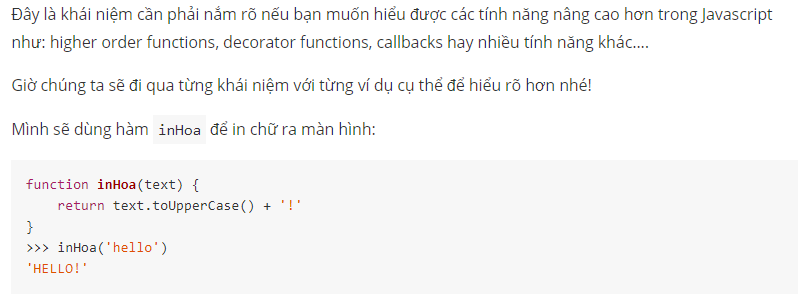 Đây là khái niệm cần phải nắm rõ nếu bạn muốn hiểu được các tính năng nâng cao hơn trong Javascript
như: higher order functions, decorator functions, callbacks hay nhiều tính năng khác....
Giờ chúng ta sẽ đi qua từng khái niệm với từng ví dụ cụ thể để hiểu rõ hơn nhé!
Mình sẽ dùng hàm inHoa để in chữ ra màn hình:
function inHoa(text) {
    return text.toUpperCase() + '!'
}
>>> inHoa('hello')
'HELLO!'